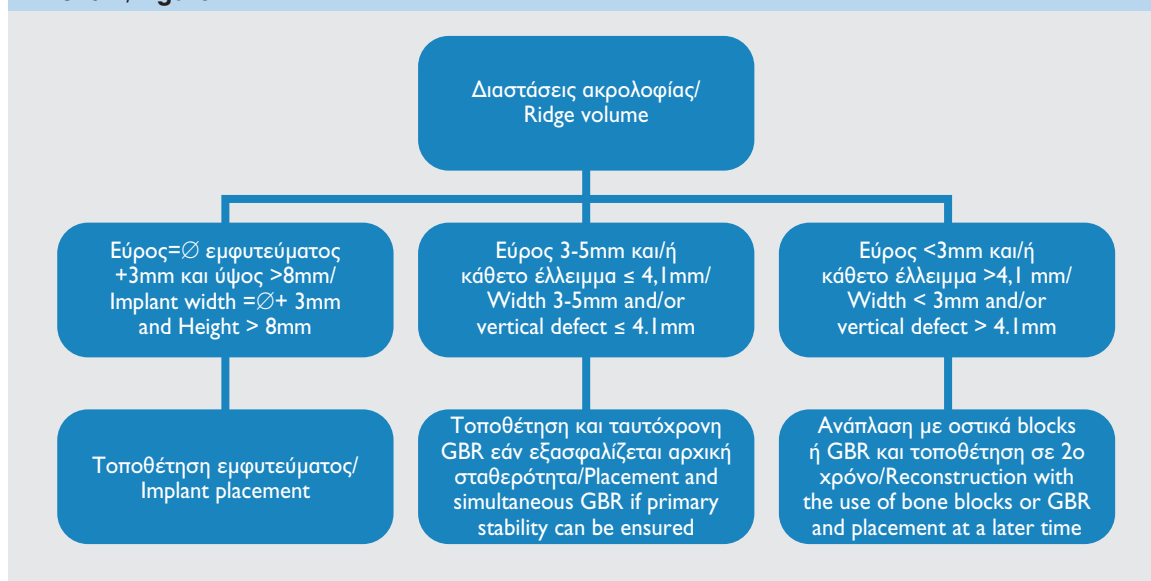 Διαστάσεις ακρολοφίας/
Ridge volume
Εύρος=∅ εμφυτεύματος
+3mm και ύψος >8mm/
Implant width =∅+ 3mm
and Height > 8mm
Εύρος 3-5mm και/ή
κάθετο έλλειμμα ≤ 4,1mm/
Width 3-5mm and/or
vertical defect ≤ 4.1mm
Εύρος <3mm και/ή
κάθετο έλλειμμα >4,1 mm/
Width < 3mm and/or
vertical defect > 4.1mm
Τοποθέτηση εμφυτεύματος/
Implant placement
Τοποθέτηση και ταυτόχρονη
GBR εάν εξασφαλίζεται αρχική
σταθερότητα/Placement and
simultaneous GBR if primary
stability can be ensured
Ανάπλαση με οστικά blocks
ή GBR και τοποθέτηση σε 2ο
χρόνο/Reconstruction with
the use of bone blocks or GBR
and placement at a later time